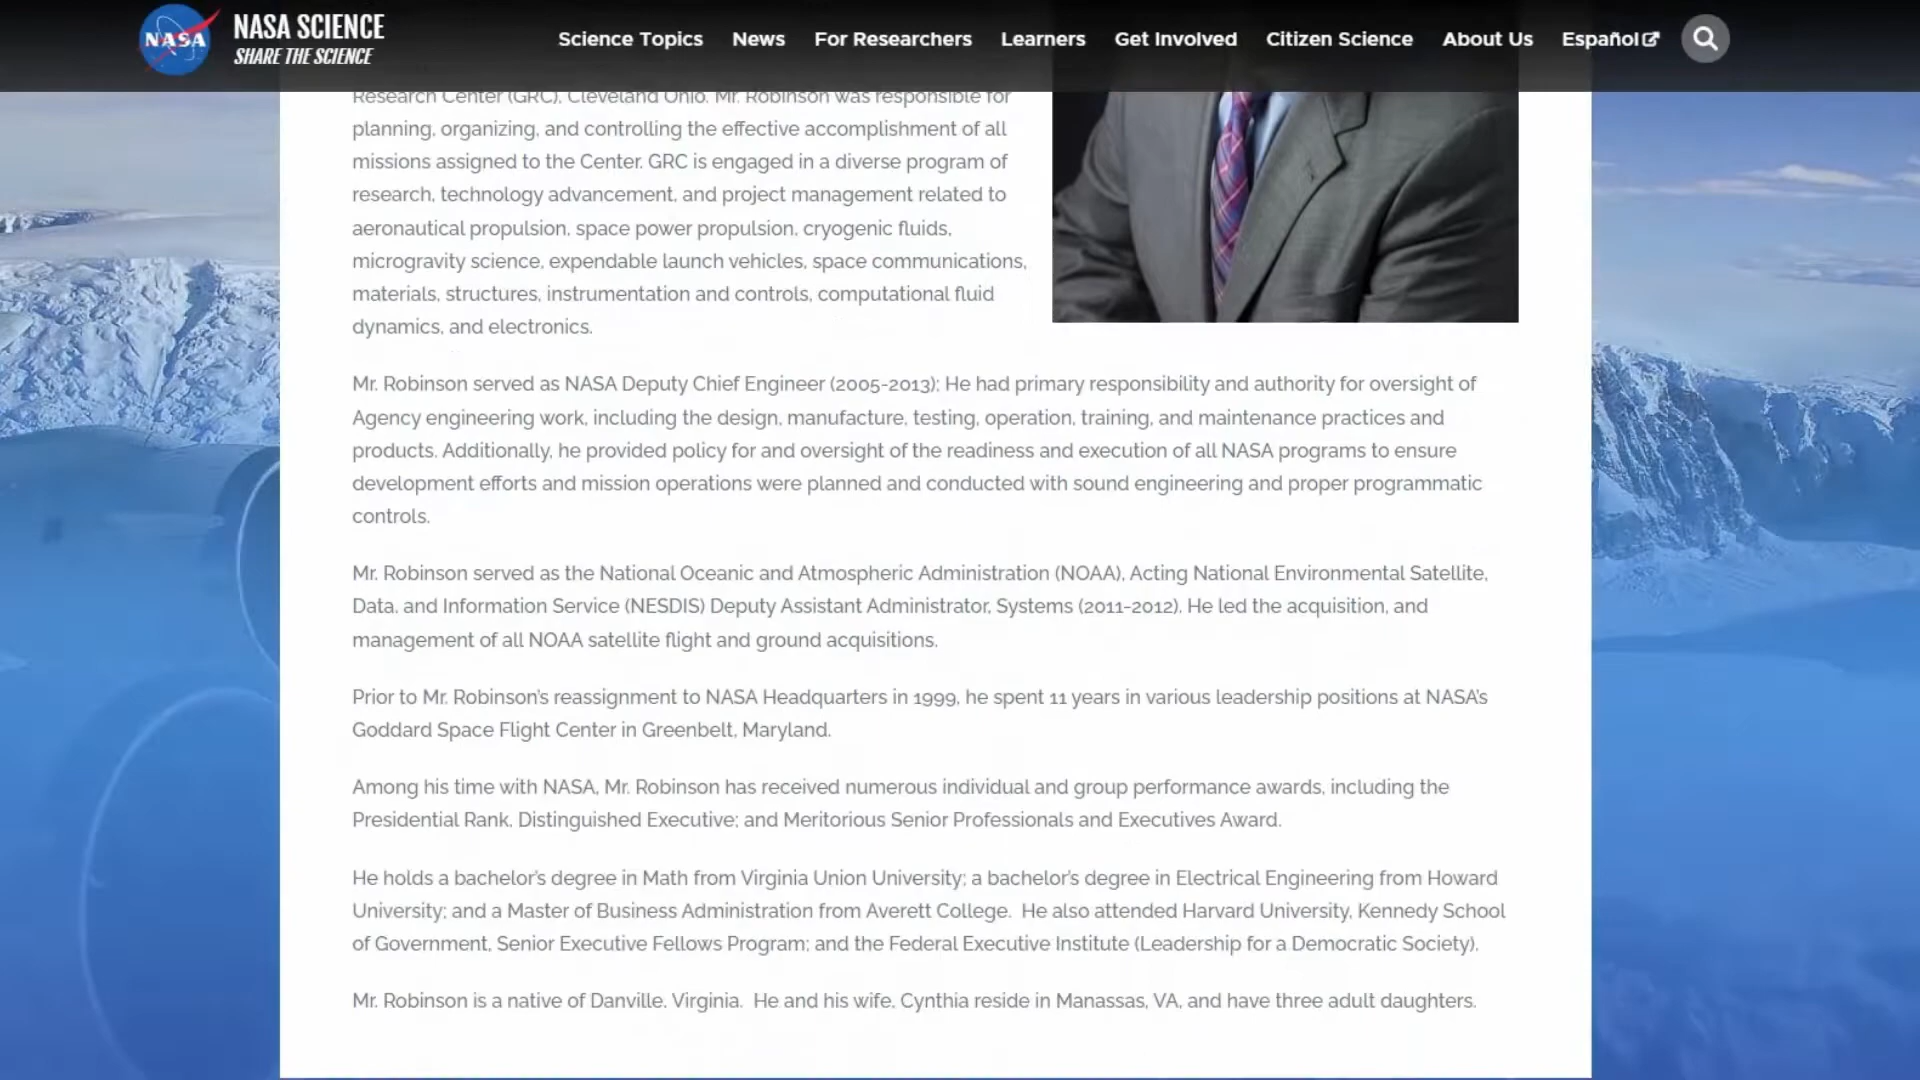 NASA
NASA SCIENCE
SHARE THE SCIENCE
Science Topics News For Researchers Learners Get Involved Citizen Science About Us Español
Research Center (GRC), Cleveland Ohio. Mr. Robinson was responsible for
planning, organizing, and controlling the effective accomplishment of all
missions assigned to the Center. GRC is engaged in a diverse program of
research, technology advancement, and project management related to
aeronautical propulsion, space power propulsion, cryogenic fluids,
microgravity science, expendable launch vehicles, space communications,
materials, structures, instrumentation and controls, computational fluid
dynamics, and electronics.
Mr. Robinson served as NASA Deputy Chief Engineer (2005-2013); He had primary responsibility and authority for oversight of
Agency engineering work, including the design, manufacture, testing, operation, training, and maintenance practices and
products. Additionally, he provided policy for and oversight of the readiness and execution of all NASA programs to ensure
development efforts and mission operations were planned and conducted with sound engineering and proper programmatic
controls.
Mr. Robinson served as the National Oceanic and Atmospheric Administration (NOAA), Acting National Environmental Satellite,
Data, and Information Service (NESDIS) Deputy Assistant Administrator, Systems (2011-2012). He led the acquisition, and
management of all NOAA satellite flight and ground acquisitions.
Prior to Mr. Robinson's reassignment to NASA Headquarters in 1999, he spent 11 years in various leadership positions at NASA's
Goddard Space Flight Center in Greenbelt, Maryland.
Among his time with NASA, Mr. Robinson has received numerous individual and group performance awards, including the
Presidential Rank, Distinguished Executive; and Meritorious Senior Professionals and Executives Award.
He holds a bachelor's degree in Math from Virginia Union University; a bachelor's degree in Electrical Engineering from Howard
University; and a Master of Business Administration from Averett College. He also attended Harvard University, Kennedy School
of Government, Senior Executive Fellows Program; and the Federal Executive Institute (Leadership for a Democratic Society).
Mr. Robinson is a native of Danville, Virginia. He and his wife, Cynthia reside in Manassas, VA, and have three adult daughters.